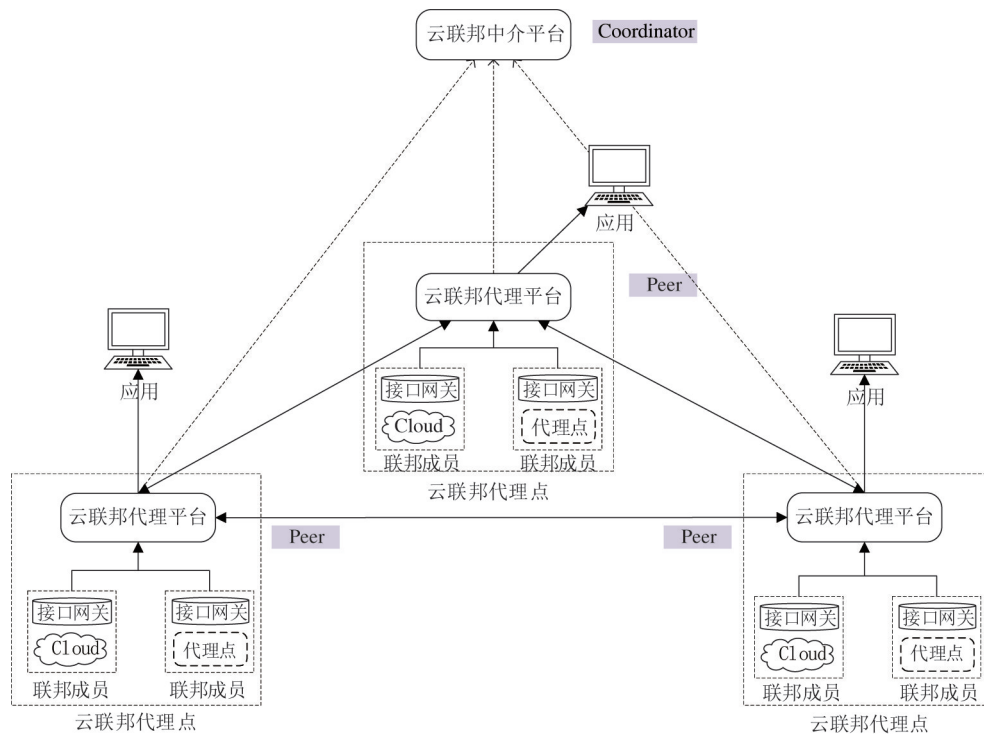 云联邦中介平台
Coordinator
应用
云联邦代理平台
Peer
接口网关
接口网关
Cloud
代理点
联邦成员
联邦成员
云联邦代理点
应用
应用
云联邦代理平台
Peer
Peer
云联邦代理平台
接口网关
接口网关
Cloud
代理点
联邦成员
联邦成员
云联邦代理点
接口网关
接口网关
Cloud
代理点
联邦成员
联邦成员
云联邦代理点